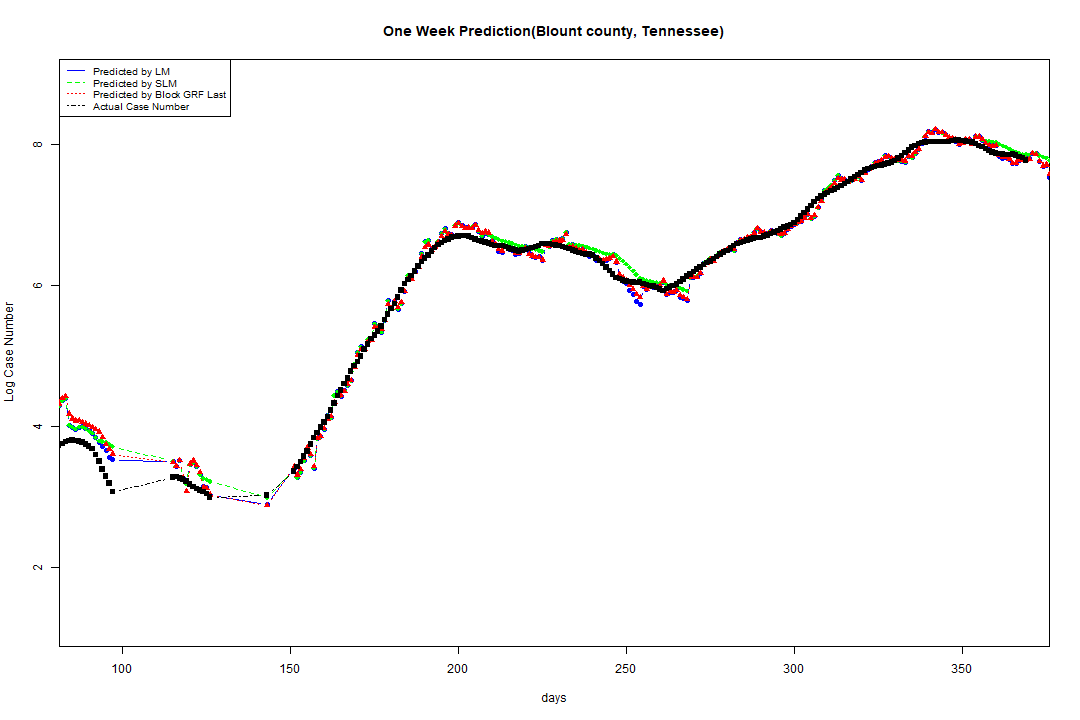 One Week Prediction(Blount county, Tennessee)
Predicted by LM
Predicted by SLM
Predicted by Block GRF Last
Actual Case Number
8
6
4
2
Log Case Number
100 150 200 250 300 350
days